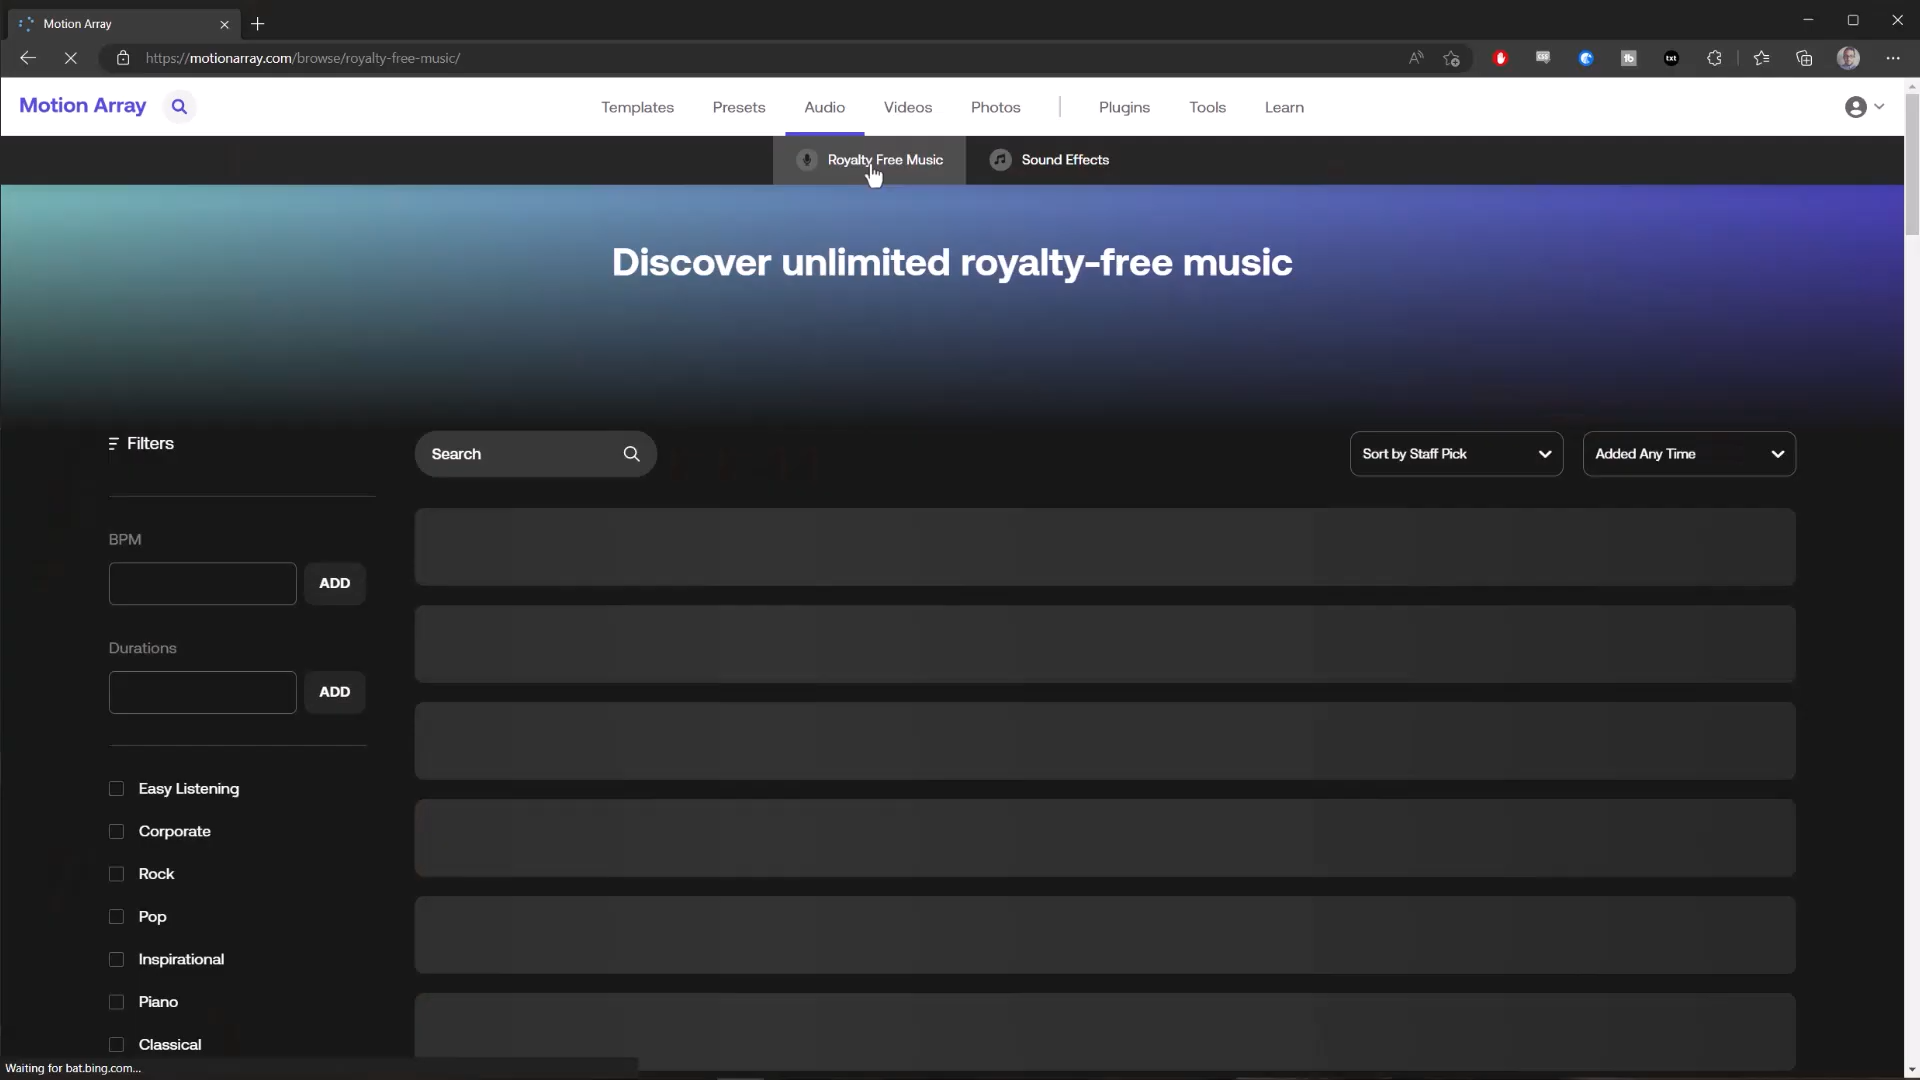 Motion Array
https://motionarray.com/browse/royalty-free-music/
Motion Array
Templates Presets Audio Videos Photos Plugins Tools Learn
Royalty Free Music Sound Effects
Discover unlimited royalty-free music
Filters
Search
Sort by Staff Pick
Added Any Time
BPM
ADD
Durations
ADD
Easy Listening
Corporate
Rock
Pop
Inspirational
Piano
Classical
Waiting for bat.bing.com...